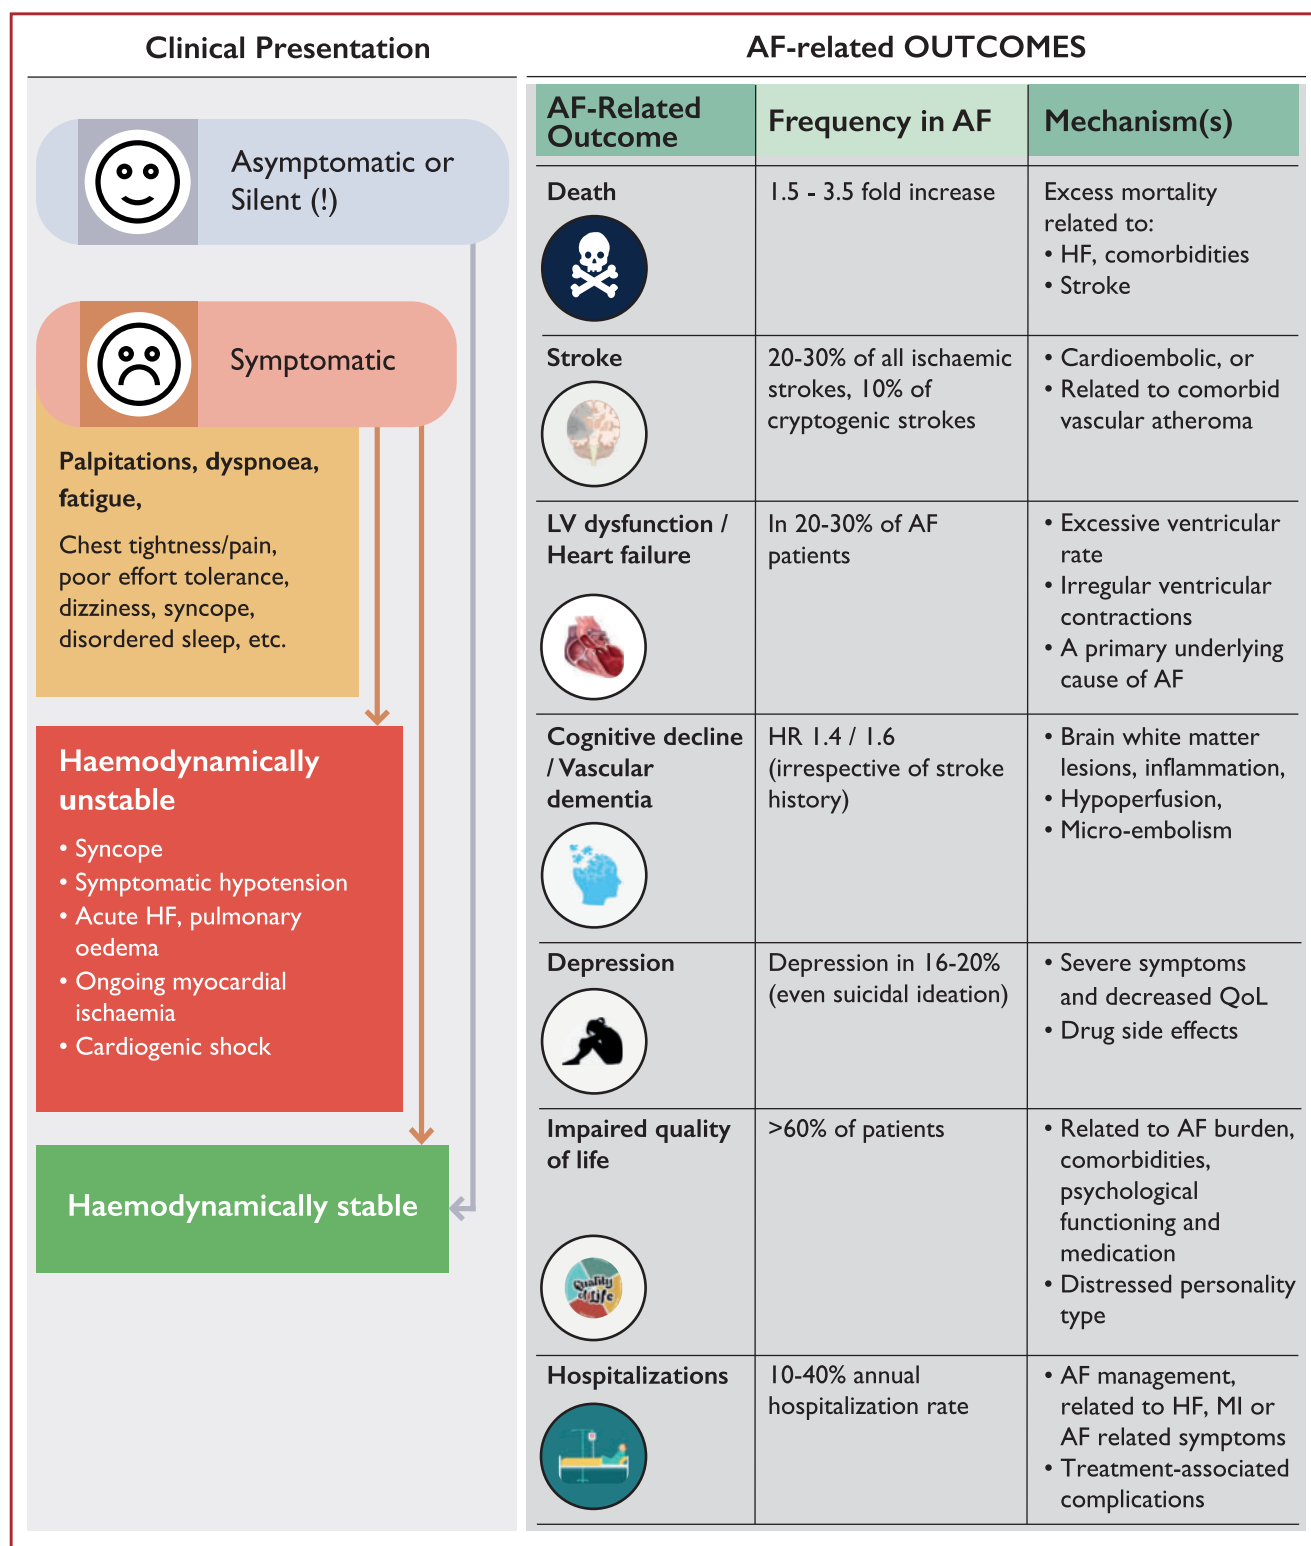 Clinical Presentation
Asymptomatic or
Silent (!)
Symptomatic
Palpitations, dyspnoea,
fatigue,
Chest tightness/pain,
poor effort tolerance,
dizziness, syncope,
disordered sleep, etc.
Haemodynamically
unstable
• Syncope
• Symptomatic hypotension
• Acute HF, pulmonary
oedema
• Ongoing myocardial
ischaemia
• Cardiogenic shock
Haemodynamically stable
AF-related OUTCOMES
AF-Related
Outcome
Frequency in AF
Mechanism(s)
Death
1.5 - 3.5 fold increase
Excess mortality
related to:
• HF, comorbidities
• Stroke
Stroke
20-30% of all ischaemic
strokes, 10% of
cryptogenic strokes
• Cardioembolic, or
• Related to comorbid
vascular atheroma
LV dysfunction /
Heart failure
In 20-30% of AF
patients
• Excessive ventricular
rate
• Irregular ventricular
contractions
• A primary underlying
cause of AF
Cognitive decline
/ Vascular
dementia
HR 1.4 / 1.6
(irrespective of stroke
history)
• Brain white matter
lesions, inflammation,
• Hypoperfusion,
• Micro-embolism
Depression
Depression in 16-20%
(even suicidal ideation)
• Severe symptoms
and decreased QoL
• Drug side effects
Impaired quality
of life
Quality
of Life
>60% of patients
• Related to AF burden,
comorbidities,
psychological
functioning and
medication
• Distressed personality
type
Hospitalizations
10-40% annual
hospitalization rate
• AF management,
related to HF, MI or
AF related symptoms
• Treatment-associated
complications